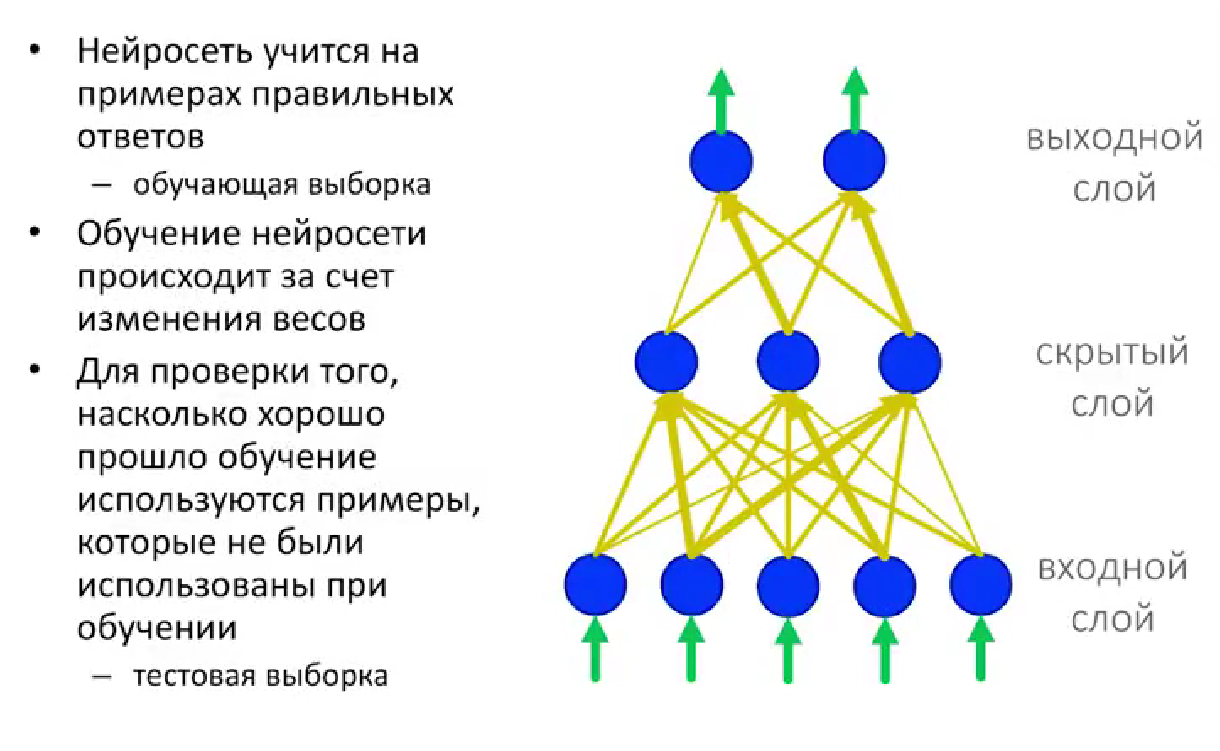 • Нейросеть учится на
примерах правильных
ответов
– обучающая выборка
• Обучение нейросети
происходит за счет
изменения весов
• Для проверки того,
насколько хорошо
прошло обучение
используются примеры,
которые не были
использованы при
обучении
– тестовая выборка
выходной
слой
скрытый
слой
входной
слой